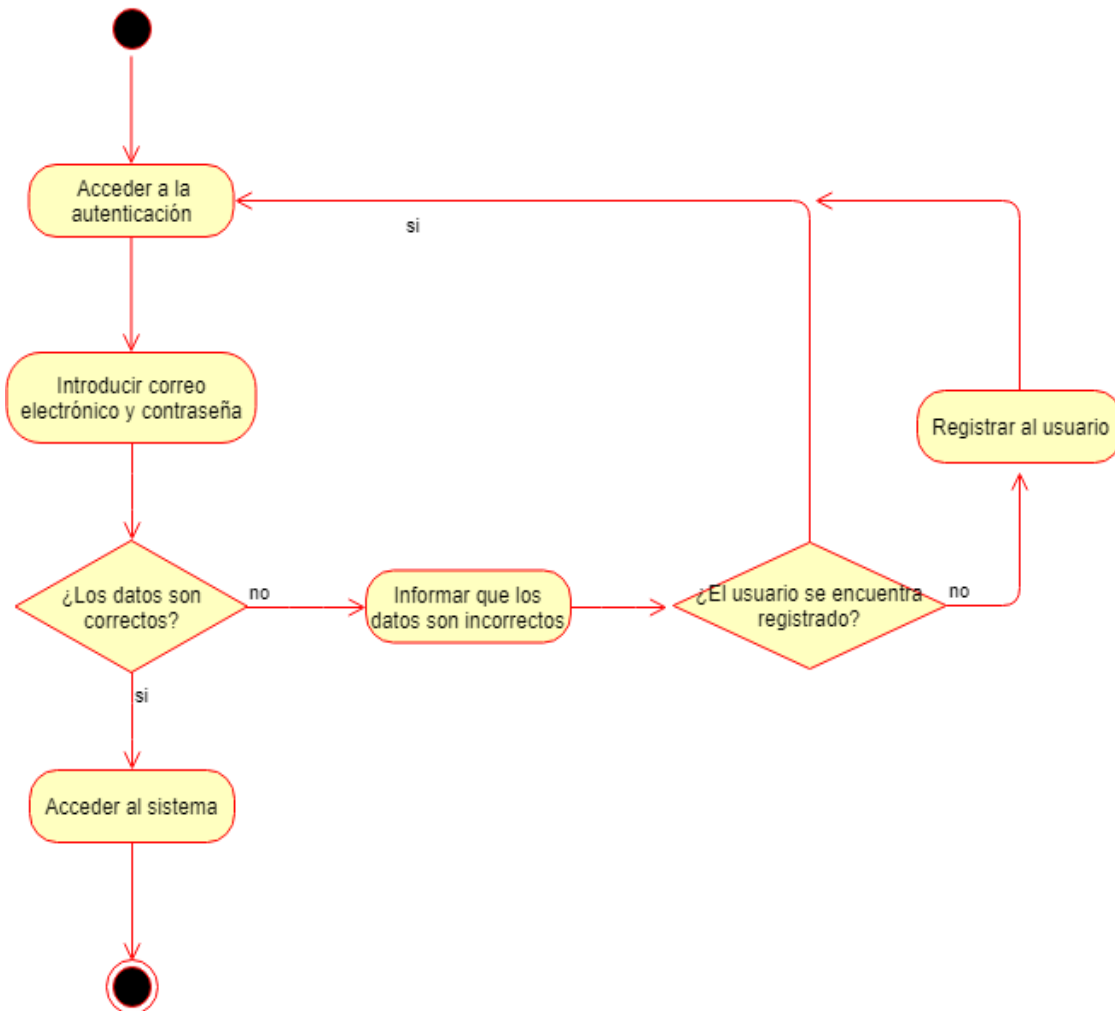 Acceder a la
autenticación
si
Introducir correo
electrónico y contraseña
Registrar al usuario
¿Los datos son
correctos?
no
Informar que los
datos son incorrectos
¿El usuario se encuentra
registrado?
no
si
Acceder al sistema